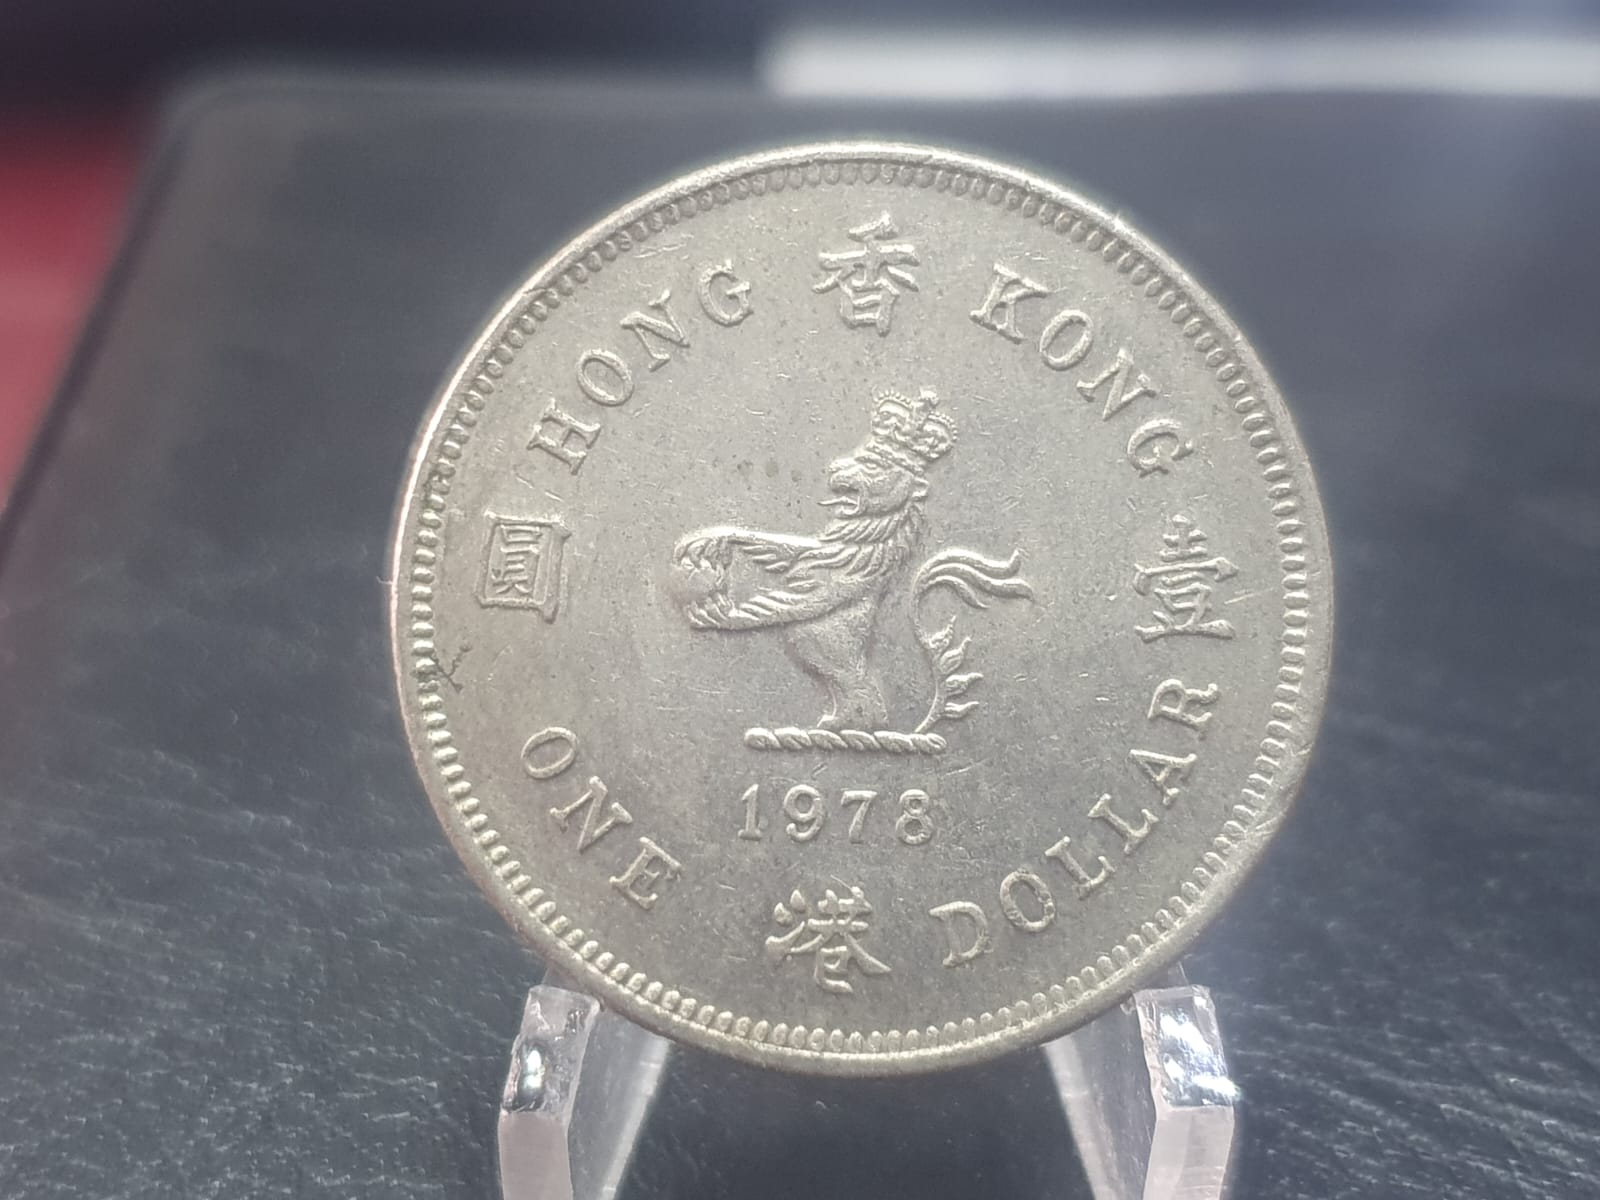 HONG 香 KONG
圓 壹
1978
ONE 港 DOLLAR